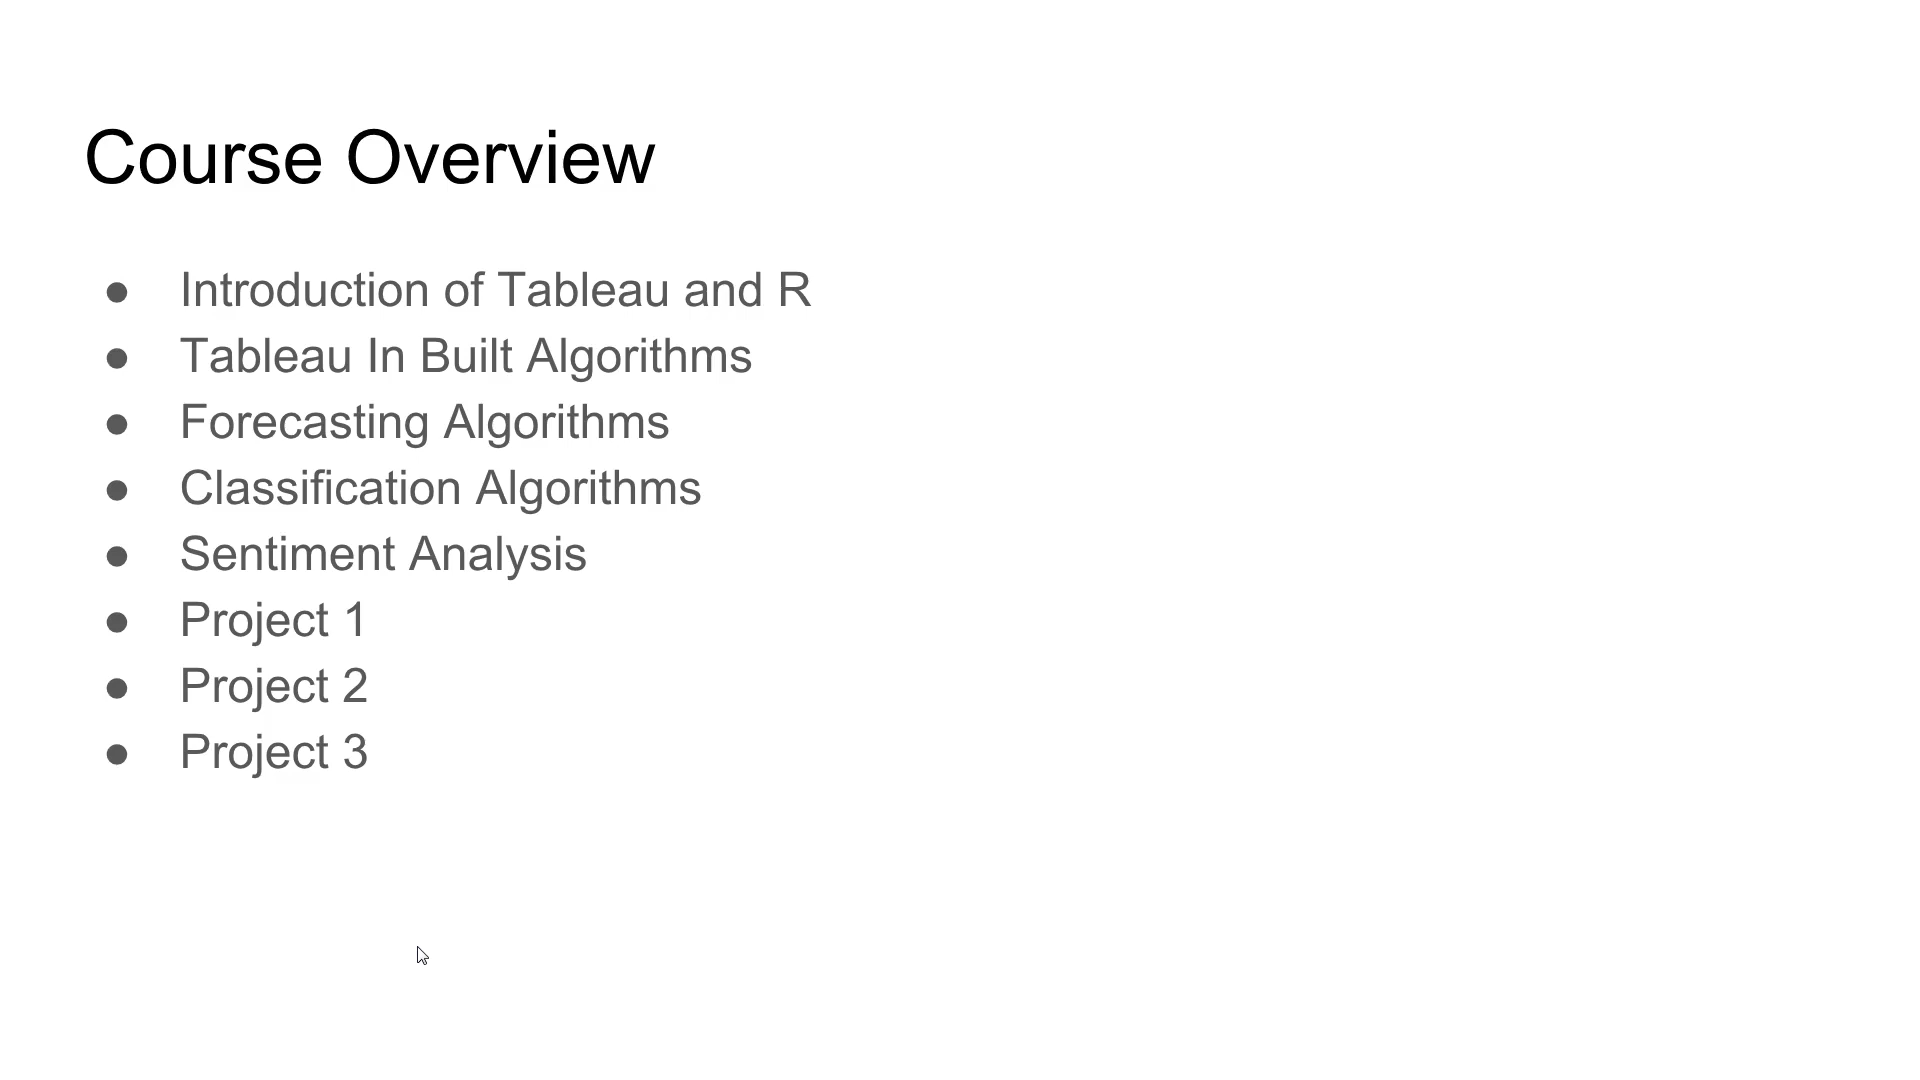 Course Overview
● Introduction of Tableau and R
● Tableau In Built Algorithms
● Forecasting Algorithms
● Classification Algorithms
● Sentiment Analysis
● Project 1
● Project 2
● Project 3